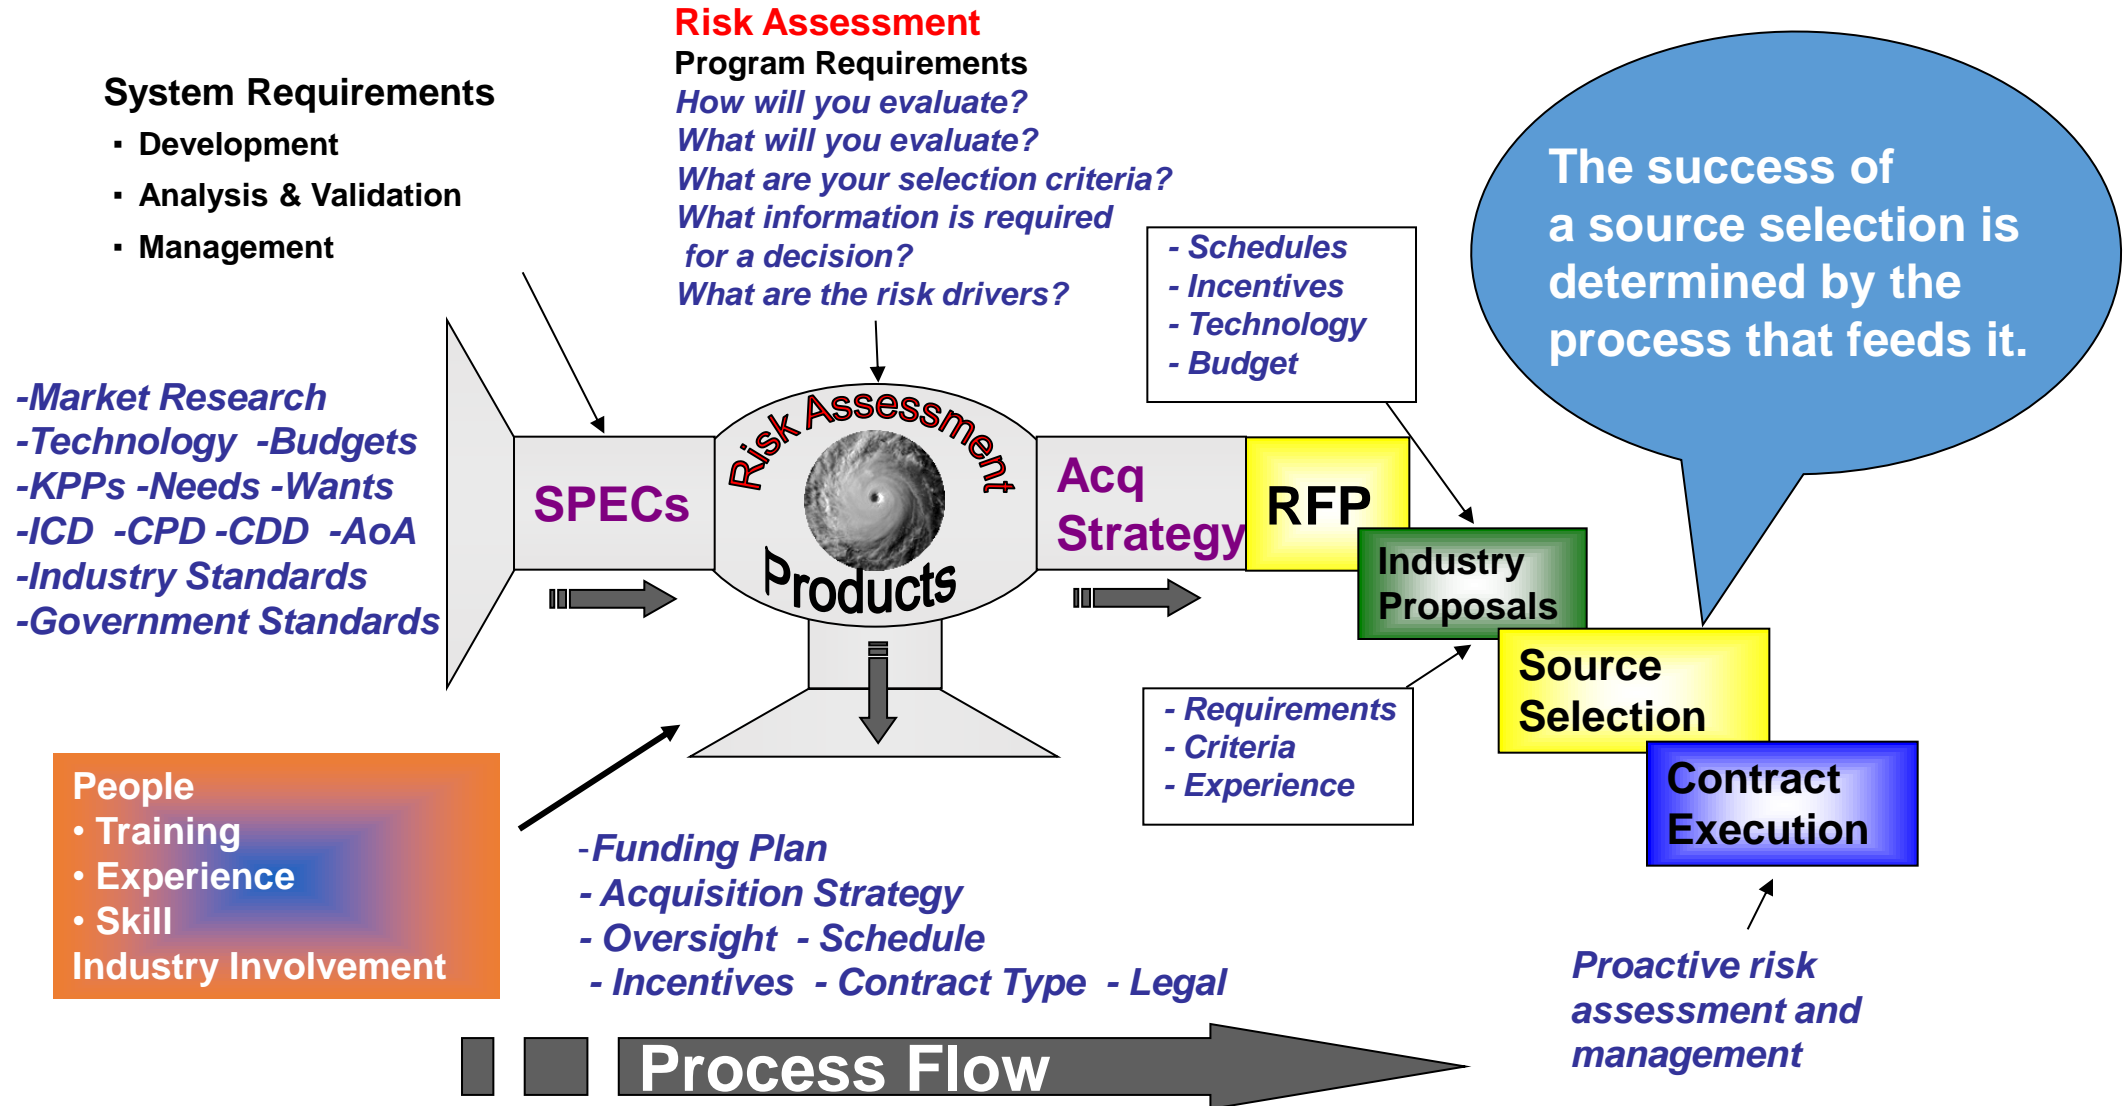 Risk Assessment
Program Requirements
How will you evaluate?
What will you evaluate?
What are your selection criteria?
What information is required
for a decision?
What are the risk drivers?
System Requirements
▪ Development
▪ Analysis & Validation
▪ Management
-Market Research
-Technology -Budgets
-KPPs -Needs -Wants
-ICD -CPD -CDD -AoA
-Industry Standards
-Government Standards
SPECs
Risk Assessment
Products
Acq
Strategy
RFP
- Schedules
- Incentives
- Technology
- Budget
The success of
a source selection is
determined by the
process that feeds it.
Industry
Proposals
- Requirements
- Criteria
- Experience
Source
Selection
Contract
Execution
Proactive risk
assessment and
management
People
• Training
• Experience
• Skill
Industry Involvement
-Funding Plan
- Acquisition Strategy
- Oversight - Schedule
- Incentives - Contract Type - Legal
Process Flow